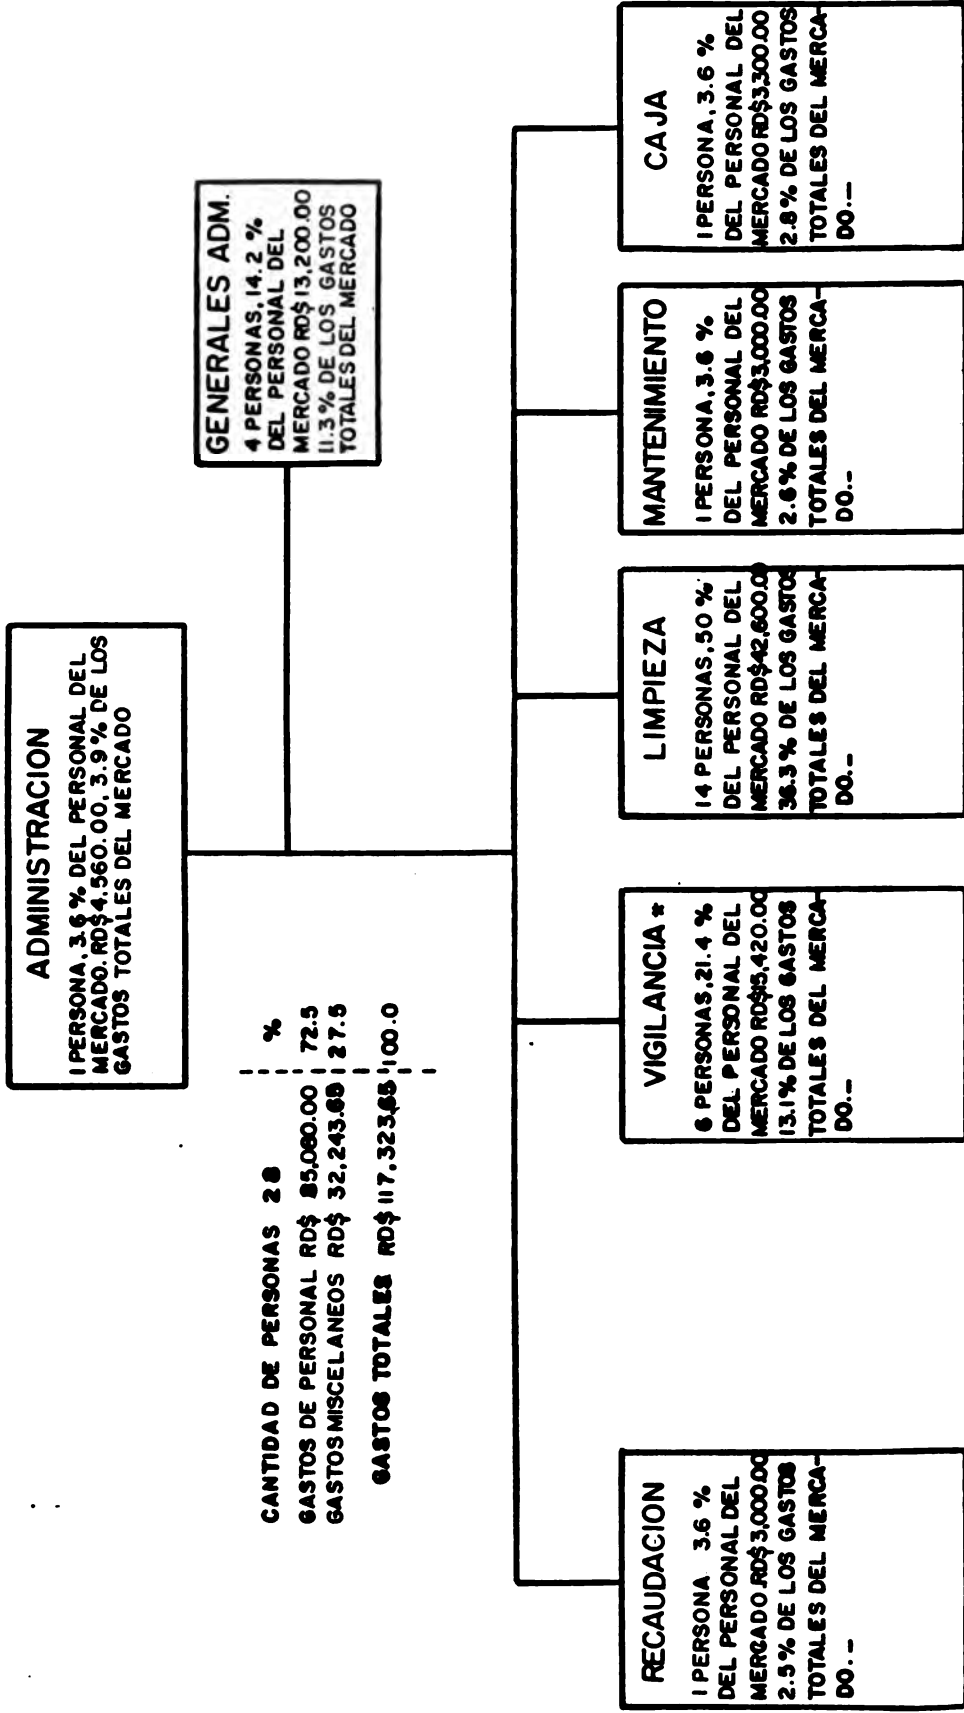 ADMINISTRACION
1 PERSONA, 3.6 % DEL PERSONAL DEL
MERCADO. RD$4.560.00, 3.9 % DE LOS
GASTOS TOTALES DEL MERCADO
GENERALES ADM.
4 PERSONAS, 14.2 %
DEL PERSONAL DEL
MERCADO RD$ 13,200.00
11.3 % DE LOS GASTOS
TOTALES DEL MERCADO
CANTIDAD DE PERSONAS 28 %
GASTOS DE PERSONAL RD$ 85,080.00 72.5
GASTOS MISCELANEOS RD$ 32,243.65 27.5
GASTOS TOTALES RD$ 117,323.65 100.0
RECAUDACION
1 PERSONA 3.6 %
DEL PERSONAL DEL
MERCADO RD$ 3,000.00
2.5 % DE LOS GASTOS
TOTALES DEL MERCA-
DO.-
VIGILANCIA *
6 PERSONAS, 21.4 %
DEL PERSONAL DEL
MERCADO RD$15,420.00
13.1 % DE LOS GASTOS
TOTALES DEL MERCA-
DO.-
LIMPIEZA
14 PERSONAS, 50 %
DEL PERSONAL DEL
MERCADO RD$42,600.00
36.3 % DE LOS GASTOS
TOTALES DEL MERCA-
DO.-
MANTENIMIENTO
1 PERSONA, 3.6 %
DEL PERSONAL DEL
MERCADO RD$3,000.00
2.6 % DE LOS GASTOS
TOTALES DEL MERCA-
DO.-
CAJA
1 PERSONA, 3.6 %
DEL PERSONAL DEL
MERCADO RD$3,300.00
2.8 % DE LOS GASTOS
TOTALES DEL MERCA-
DO.-